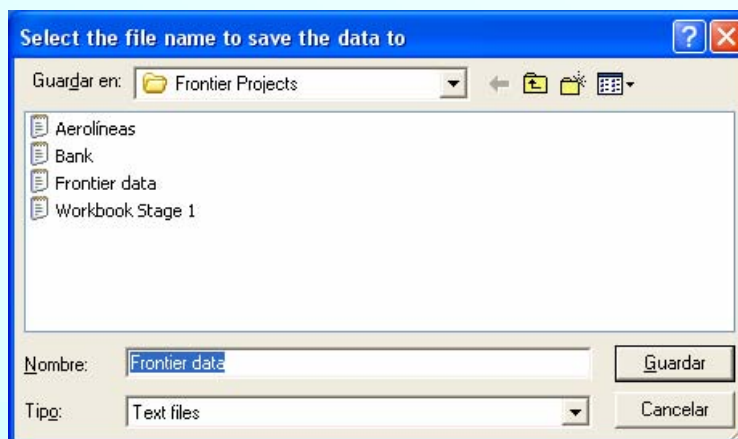 Select the file name to save the data to
Guardar en: Frontier Projects
Aerolíneas
Bank
Frontier data
Workbook Stage 1
Nombre: Frontier data Guardar
Tipo: Text files Cancelar